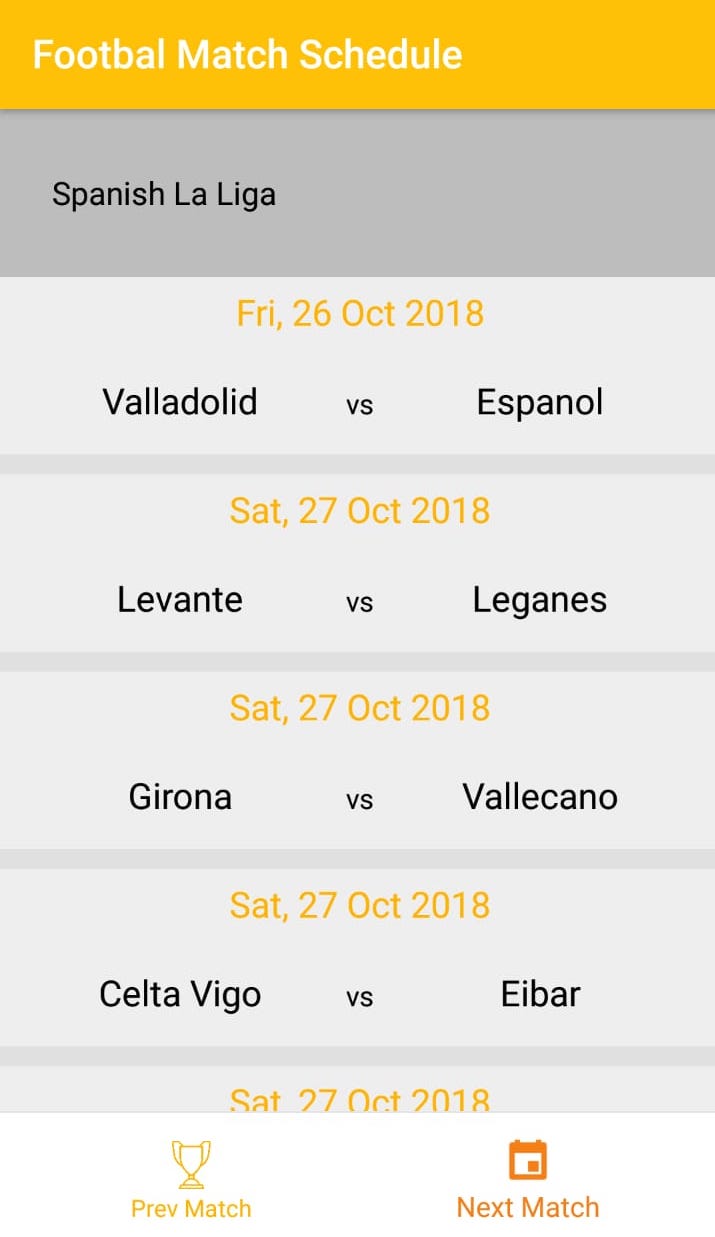 Footbal Match Schedule
Spanish La Liga
Fri, 26 Oct 2018
Valladolid vs Espanol
Sat, 27 Oct 2018
Levante vs Leganes
Sat, 27 Oct 2018
Girona vs Vallecano
Sat, 27 Oct 2018
Celta Vigo vs Eibar
Sat, 27 Oct 2018
Prev Match Next Match